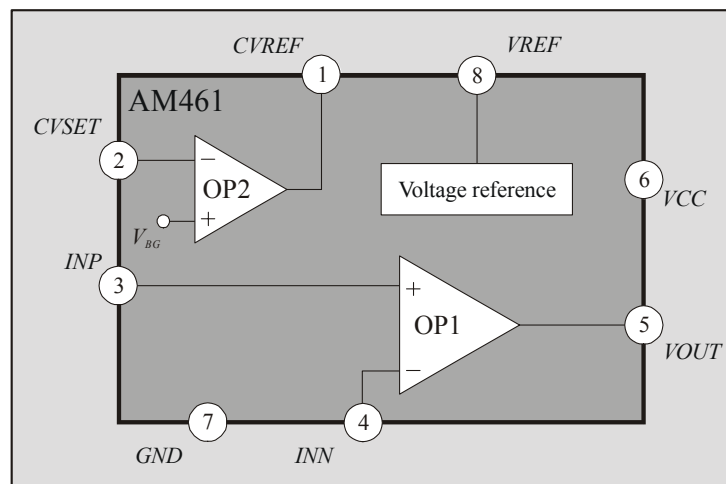 CVREF
VREF
1
8
AM461
CVSET
2
−
OP2
+
V_BG
Voltage reference
6
VCC
INP
3
+
OP1
−
5
VOUT
7
4
GND
INN